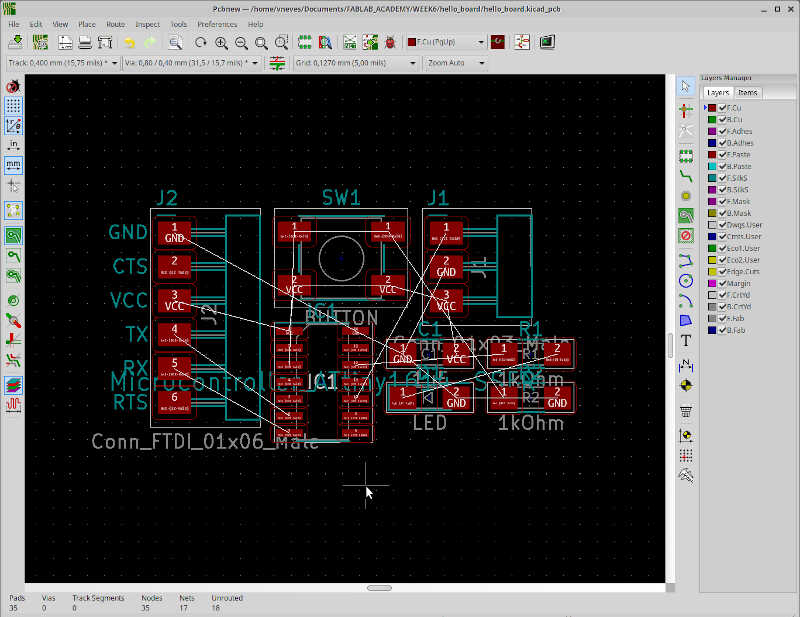 Pcbnew — /home/vneves/Documents/FABLAB_ACADEMY/WEEK6/hello_board/hello_board.kicad_pcb
File Edit View Place Route Inspect Tools Preferences Help
F.Cu (PgUp)
Track: 0,400 mm (15,75 mils) * Via: 0,80 / 0,40 mm (31,5 / 15,7 mils) * Grid: 0,1270 mm (5,00 mils) Zoom Auto
Layers Manager
Layers Items
F.Cu
B.Cu
F.Adhes
B.Adhes
F.Paste
B.Paste
F.SilkS
B.SilkS
F.Mask
B.Mask
Dwgs.User
Cmts.User
Eco1.User
Eco2.User
Edge.Cuts
Margin
F.CrtYd
B.CrtYd
F.Fab
B.Fab
in
mm
J2 SW1 J1
GND 1 GND 1 1 1
CTS 2 2 GND J1
VCC 3 VCC 2 VCC 2 VCC 3 VCC
J2 BUTTON
TX 4 C1 R1
1 GND 2 VCC 1 2
RX 5 IC1 1kOhm
RTS 6 1 2 GND 1 R2 2 GND
LED 1kOhm
Conn_FTDI_01x06_Male
Pads Vias Track Segments Nodes Nets Unrouted
35 0 0 35 17 18